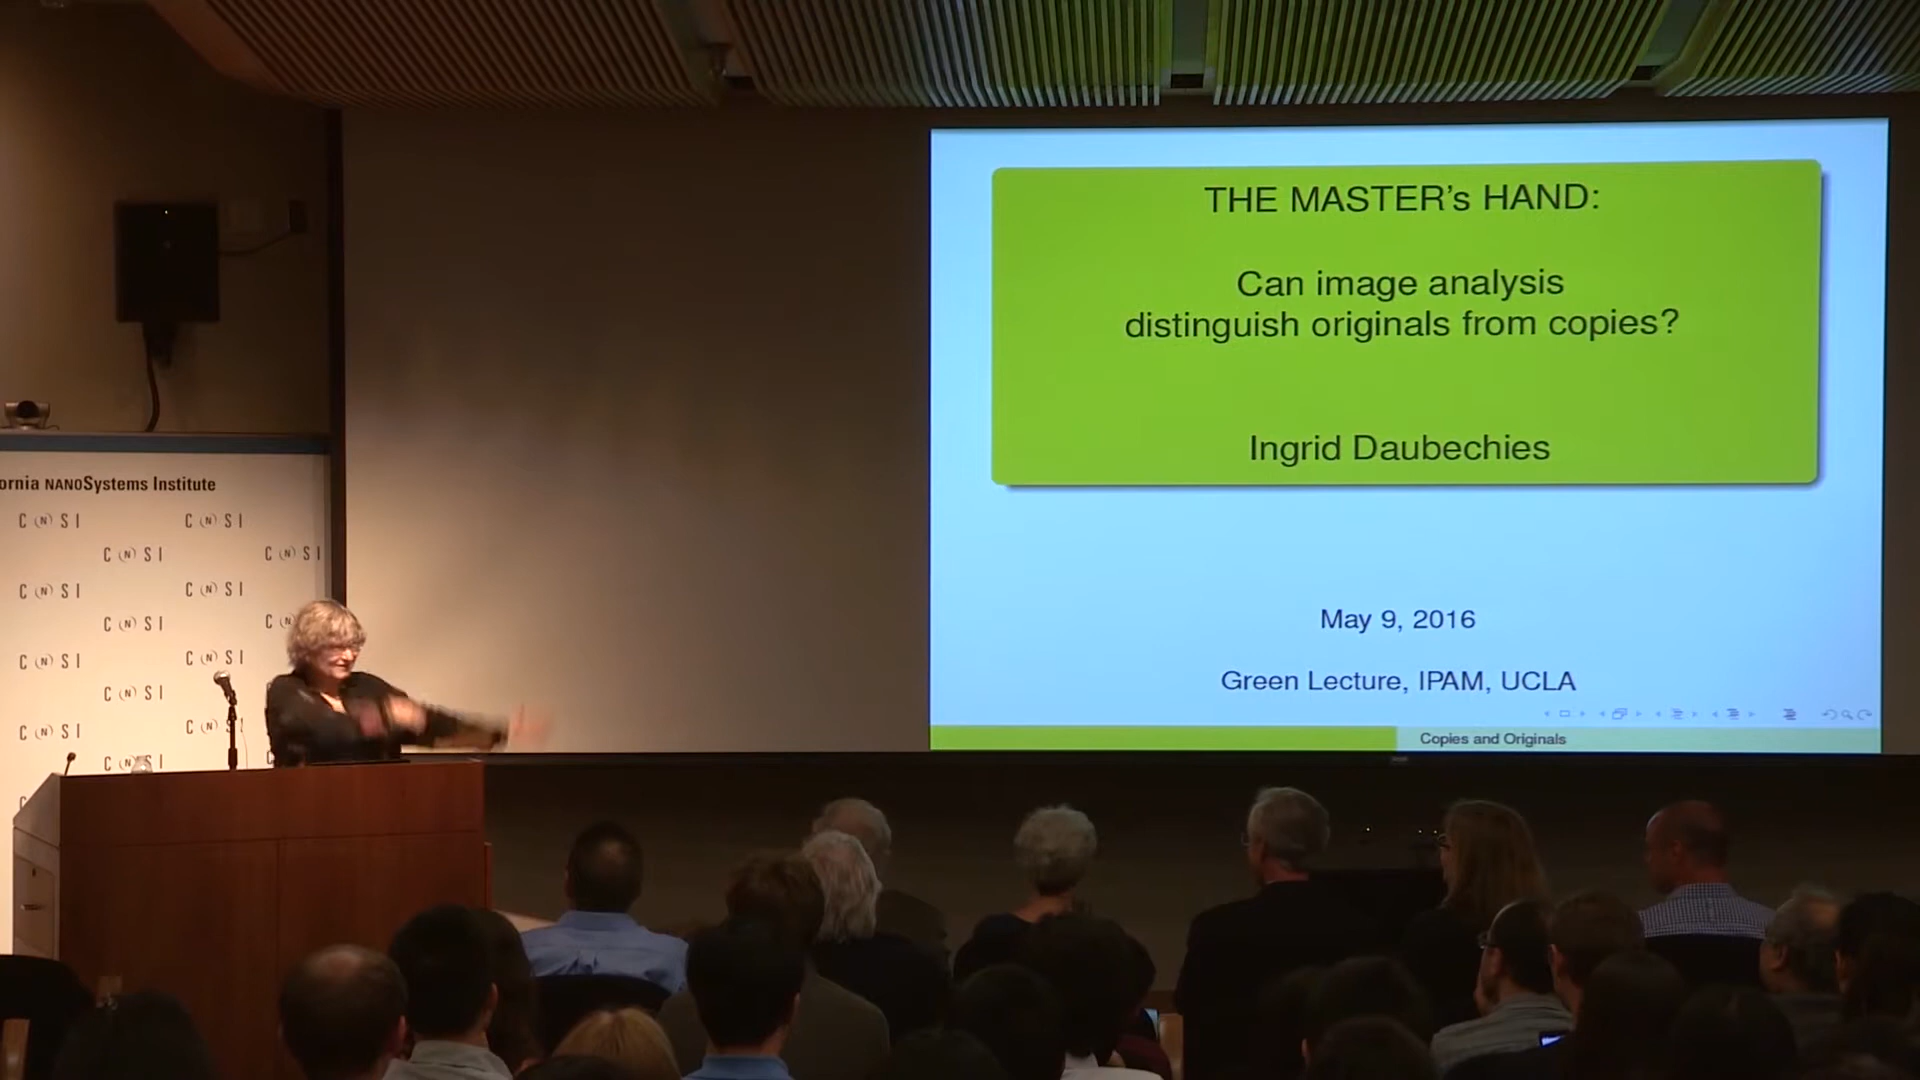 THE MASTER's HAND:
Can image analysis
distinguish originals from copies?
Ingrid Daubechies
May 9, 2016
Green Lecture, IPAM, UCLA
Copies and Originals
ornia NANOSystems Institute
C N S I
C N S I
C N S I
C N S I
C N S I
C N S I
C N S I
C N
C N S I
C N S I
C N S I
C N S I
C N S I
C N S I